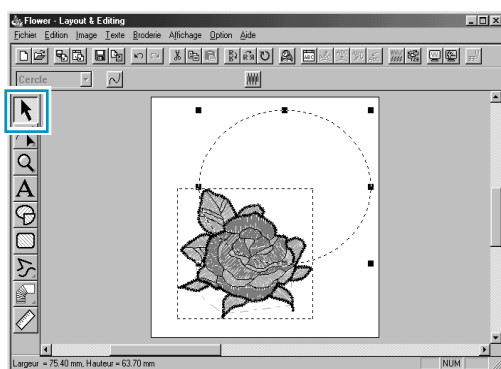 Flower - Layout & Editing
Fichier Edition Image Texte Broderie Affichage Option Aide
Cercle
A
Largeur = 75.40 mm, Hauteur = 63.70 mm NUM